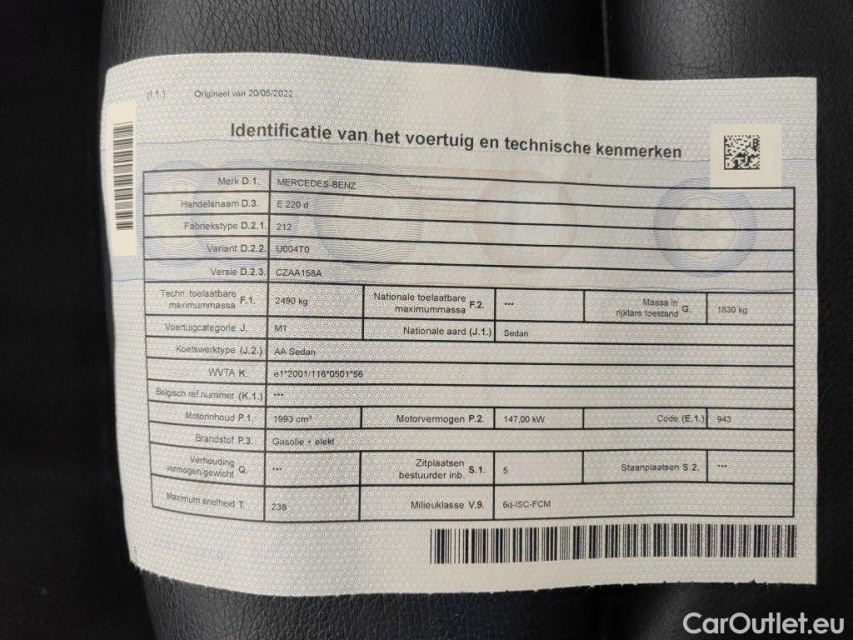 (I.1.) Origineel van 20/05/2022
Identificatie van het voertuig en technische kenmerken
Merk D.1. MERCEDES-BENZ
Handelsnaam D.3. E 220 d
Fabriekstype D.2.1. 212
Variant D.2.2. U004T0
Versie D.2.3. CZAA158A
Techn. toelaatbare maximummassa F.1. 2490 kg Nationale toelaatbare maximummassa F.2. --- Massa in rijklare toestand G. 1830 kg
Voertuigcategorie J. M1 Nationale aard (J.1.) Sedan
Koetswerktype (J.2.) AA Sedan
WVTA K. e1*2001/116*0501*56
Belgisch ref.nummer (K.1.) ---
Motorinhoud P.1. 1993 cm³ Motorvermogen P.2. 147,00 kW Code (E.1.) 943
Brandstof P.3. Gasolie + elekt
Verhouding vermogen/gewicht Q. --- Zitplaatsen bestuurder inb. S.1. 5 Staanplaatsen S.2. ---
Maximum snelheid T. 238 Milieuklasse V.9. 6d-ISC-FCM
CarOutlet.eu